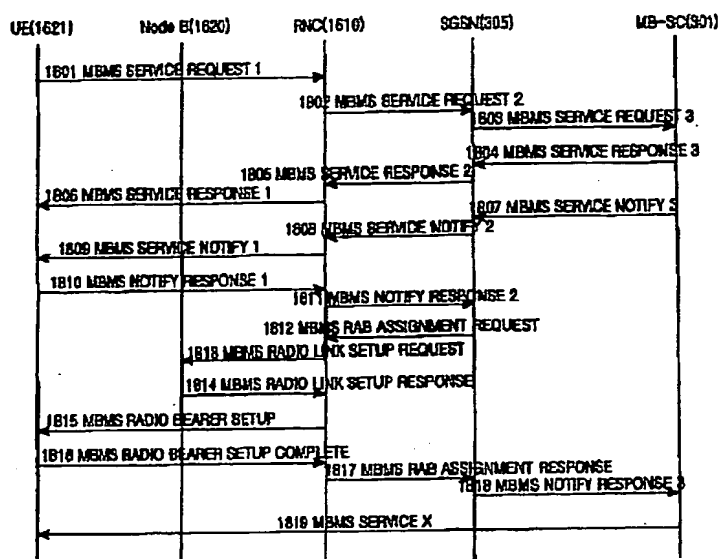 UE(1621)
Node B(1620)
RNC(1610)
SGSN(305)
MB-SC(301)
1801 MBMS SERVICE REQUEST 1
1802 MBMS SERVICE REQUEST 2
1803 MBMS SERVICE REQUEST 3
1804 MBMS SERVICE RESPONSE 3
1805 MBMS SERVICE RESPONSE 2
1806 MBMS SERVICE RESPONSE 1
1807 MBMS SERVICE NOTIFY 3
1808 MBMS SERVICE NOTIFY 2
1809 MBMS SERVICE NOTIFY 1
1810 MBMS NOTIFY RESPONSE 1
1811 MBMS NOTIFY RESPONSE 2
1812 MBMS RAB ASSIGNMENT REQUEST
1813 MBMS RADIO LINK SETUP REQUEST
1814 MBMS RADIO LINK SETUP RESPONSE
1815 MBMS RADIO BEARER SETUP
1816 MBMS RADIO BEARER SETUP COMPLETE
1817 MBMS RAB ASSIGNMENT RESPONSE
1818 MBMS NOTIFY RESPONSE 3
1819 MBMS SERVICE X